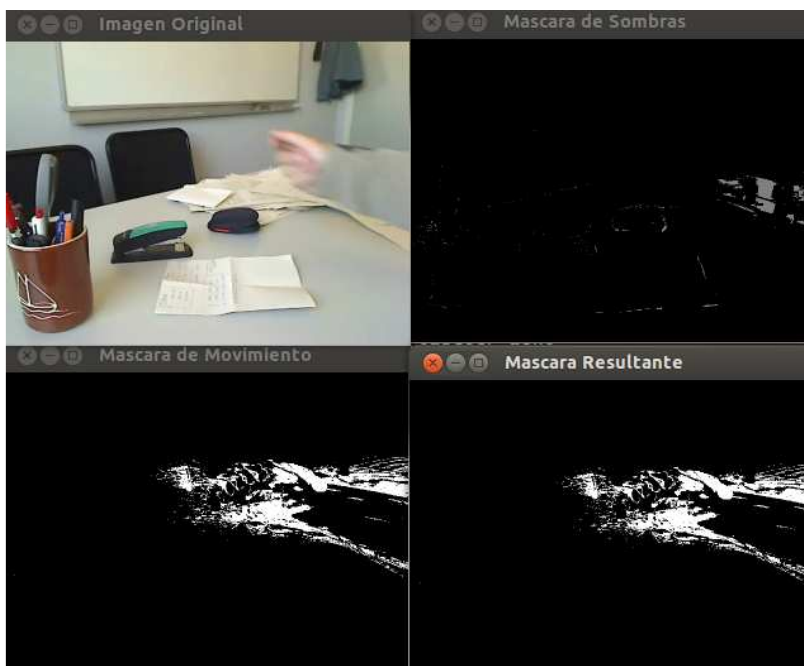 Imagen Original
Mascara de Sombras
Mascara de Movimiento
Mascara Resultante